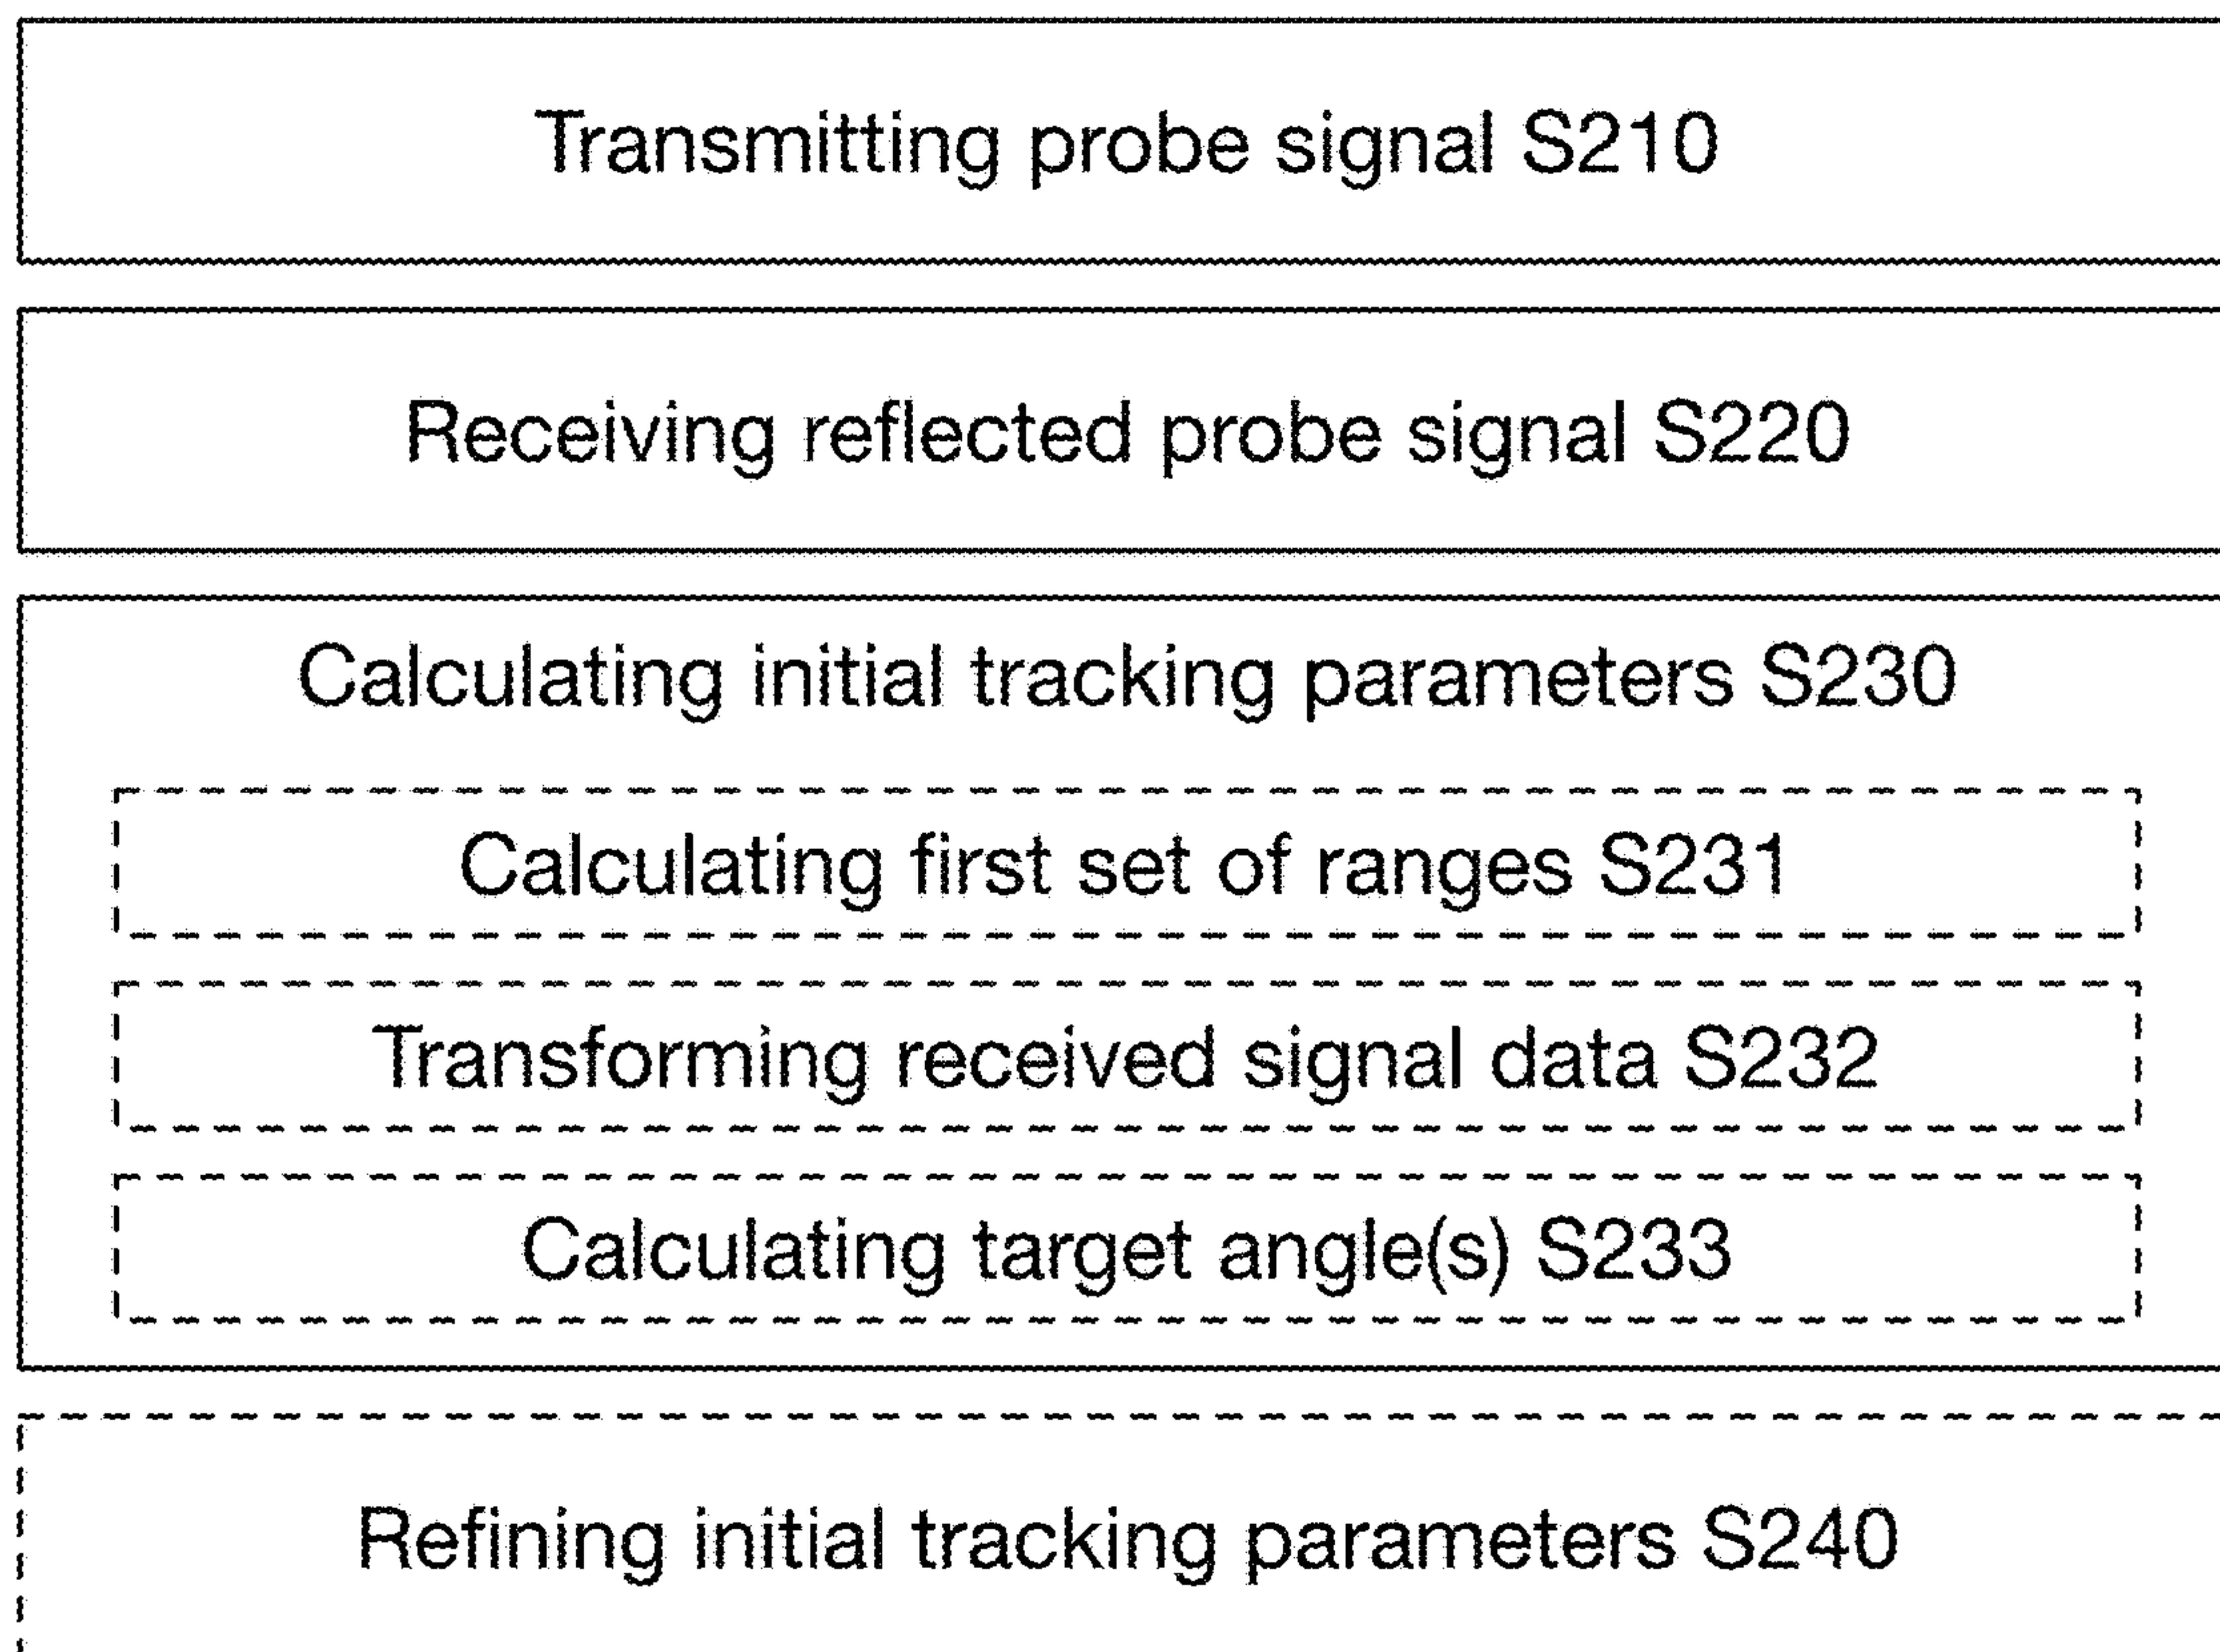 Transmitting probe signal S210
Receiving reflected probe signal S220
Calculating initial tracking parameters S230
Calculating first set of ranges S231
Transforming received signal data S232
Calculating target angle(s) S233
Refining initial tracking parameters S240